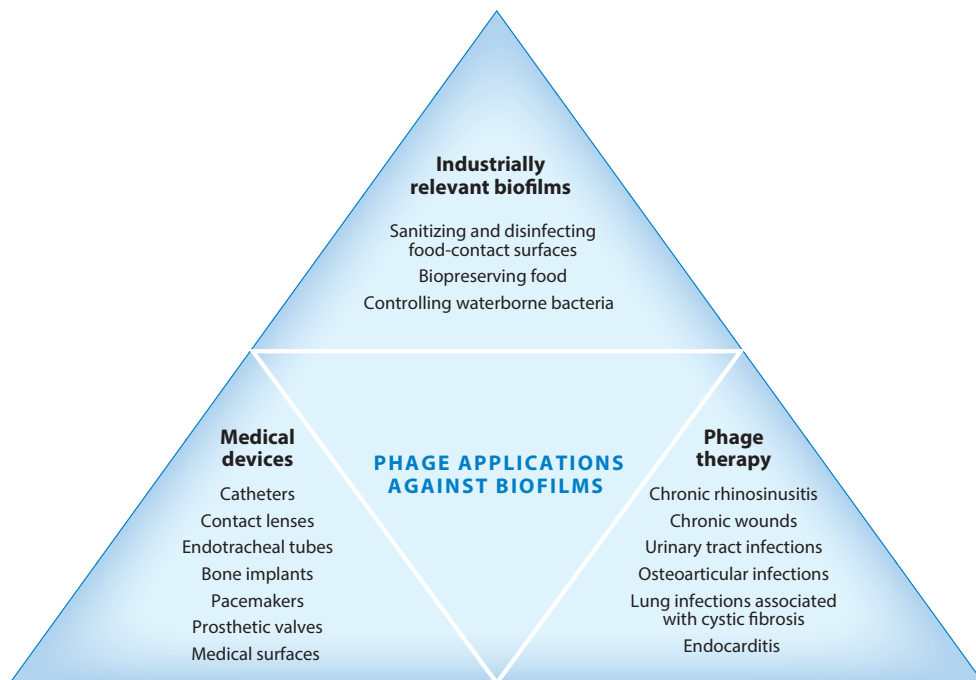 Industrially
relevant biofilms
Sanitizing and disinfecting
food-contact surfaces
Biopreserving food
Controlling waterborne bacteria
Medical
devices
Catheters
Contact lenses
Endotracheal tubes
Bone implants
Pacemakers
Prosthetic valves
Medical surfaces
PHAGE APPLICATIONS
AGAINST BIOFILMS
Phage
therapy
Chronic rhinosinusitis
Chronic wounds
Urinary tract infections
Osteoarticular infections
Lung infections associated
with cystic fibrosis
Endocarditis